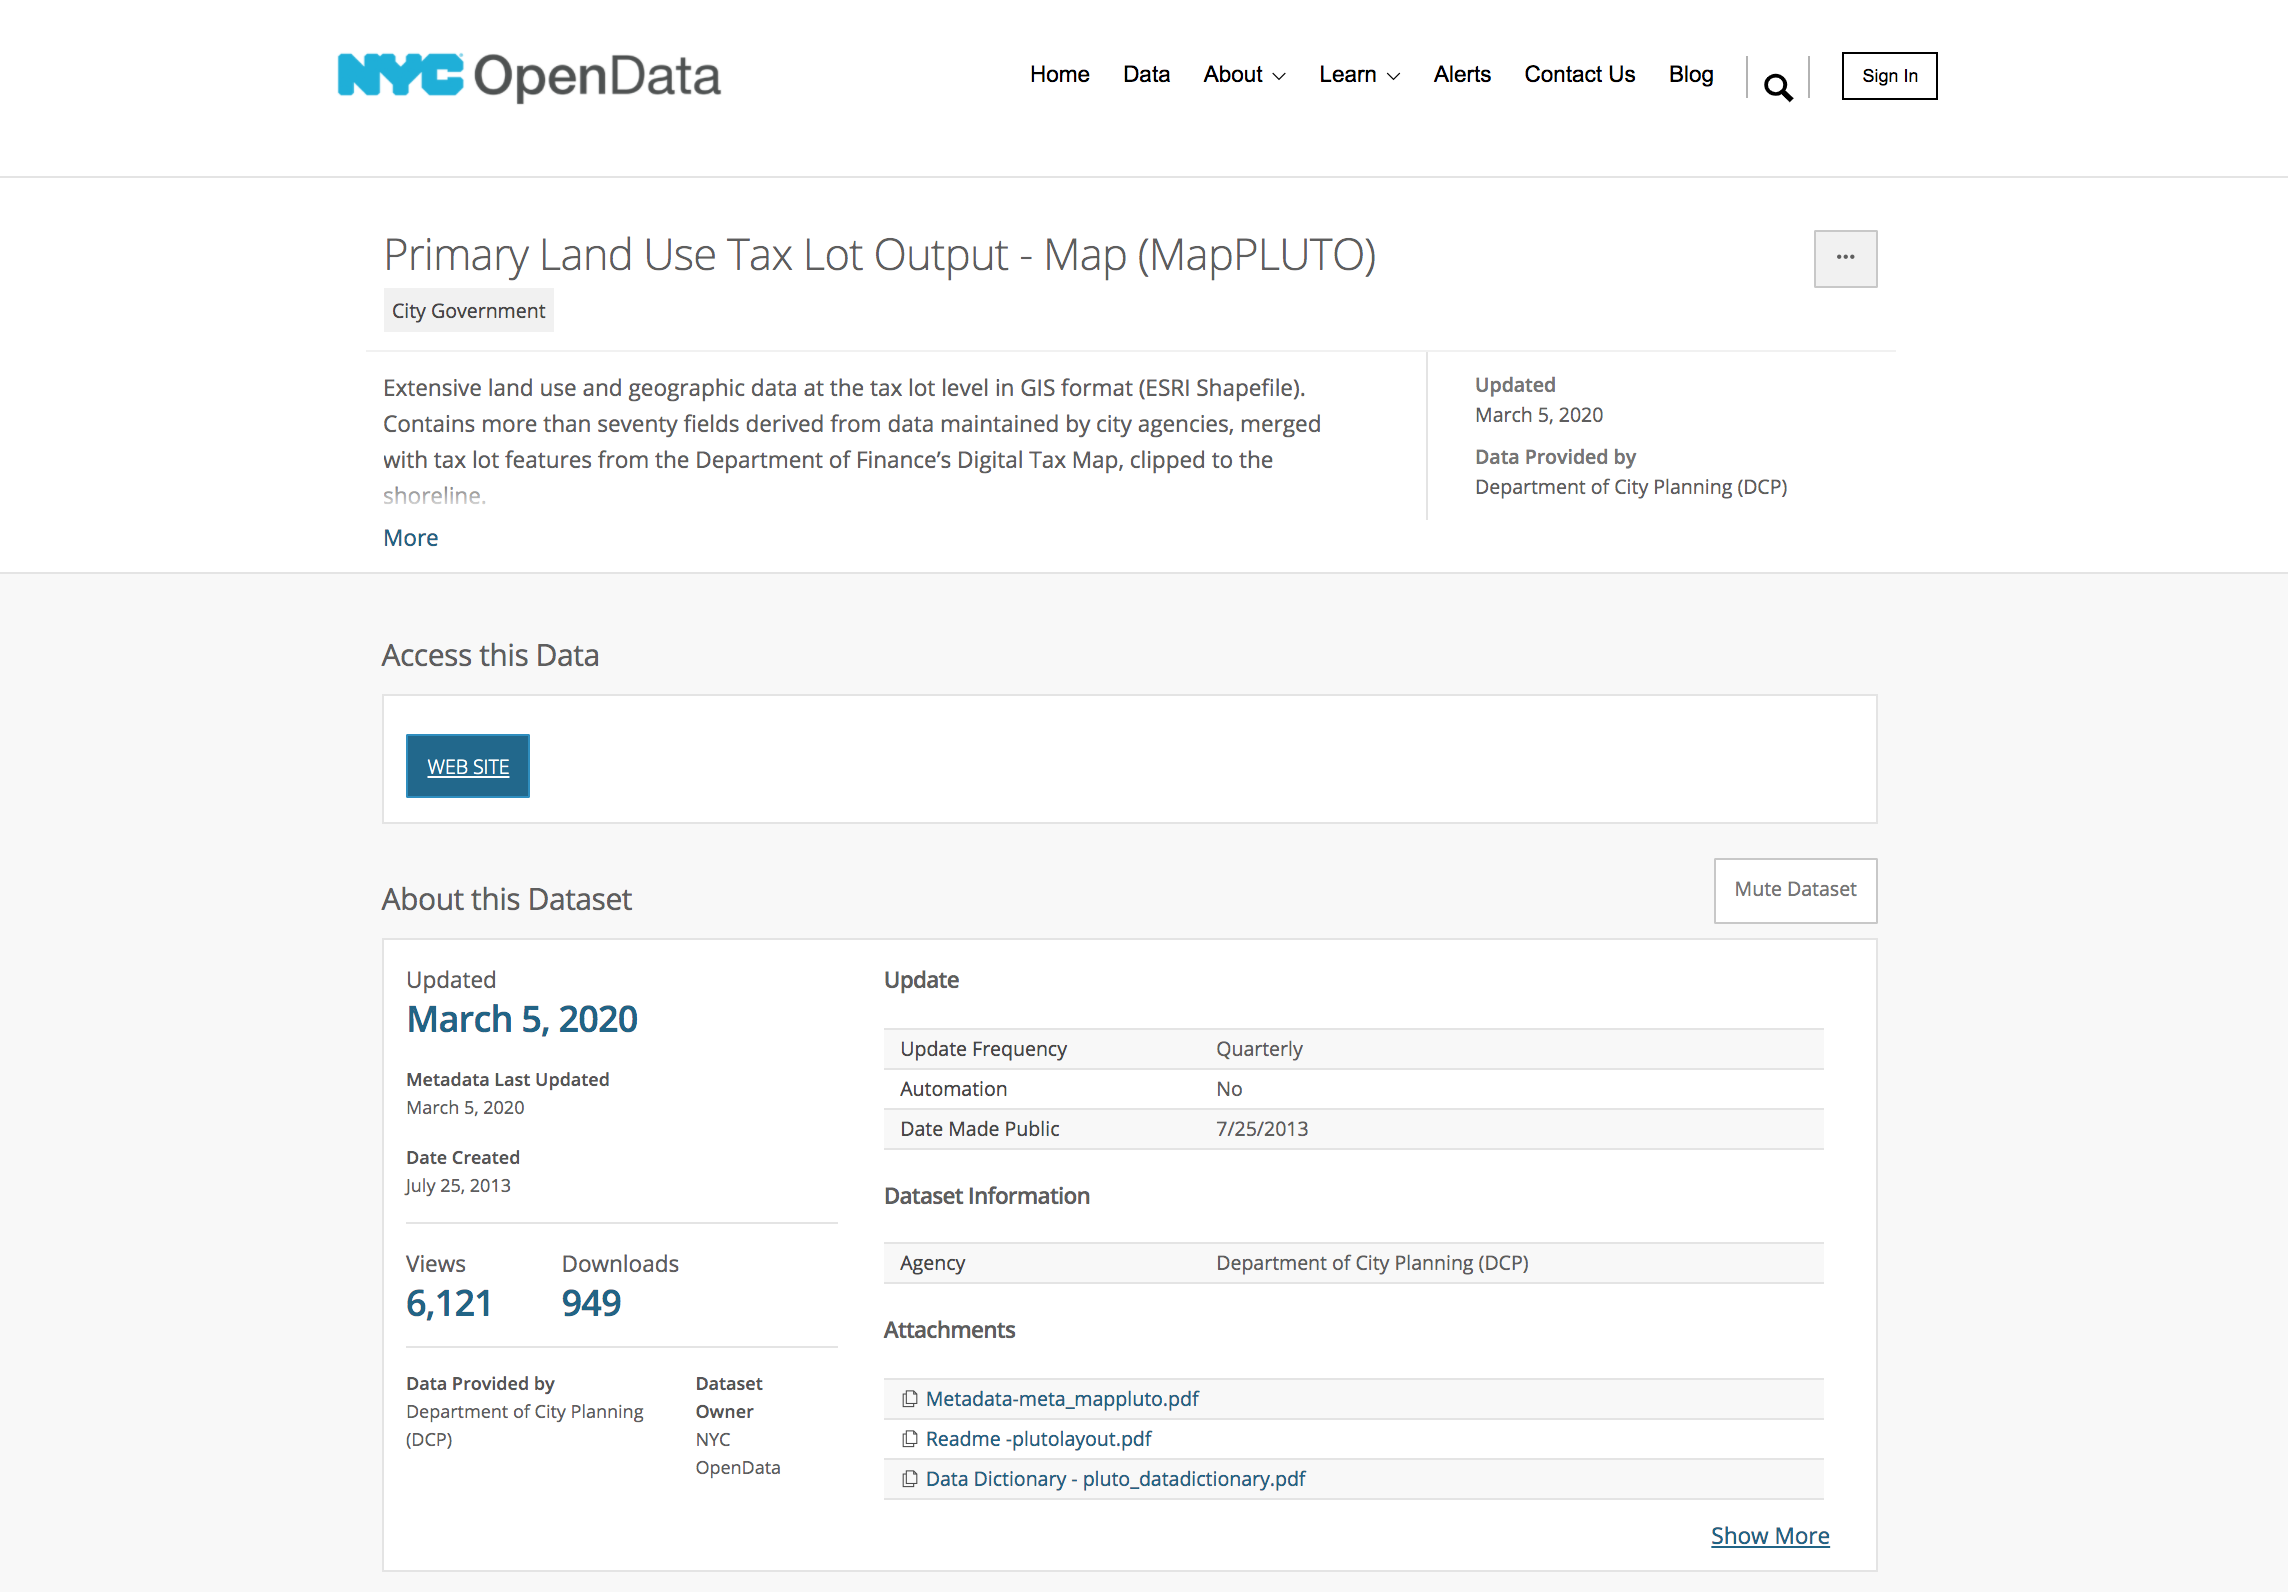 NYC OpenData
Home Data About Learn Alerts Contact Us Blog Sign In
Primary Land Use Tax Lot Output - Map (MapPLUTO)
...
City Government
Extensive land use and geographic data at the tax lot level in GIS format (ESRI Shapefile).
Contains more than seventy fields derived from data maintained by city agencies, merged
with tax lot features from the Department of Finance’s Digital Tax Map, clipped to the
shoreline.
More
Updated
March 5, 2020
Data Provided by
Department of City Planning (DCP)
Access this Data
WEB SITE
About this Dataset
Mute Dataset
Updated
March 5, 2020
Metadata Last Updated
March 5, 2020
Date Created
July 25, 2013
Views Downloads
6,121 949
Data Provided by
Department of City Planning
(DCP)
Dataset
Owner
NYC
OpenData
Update
Update Frequency Quarterly
Automation No
Date Made Public 7/25/2013
Dataset Information
Agency Department of City Planning (DCP)
Attachments
Metadata-meta_mappluto.pdf
Readme -plutolayout.pdf
Data Dictionary - pluto_datadictionary.pdf
Show More